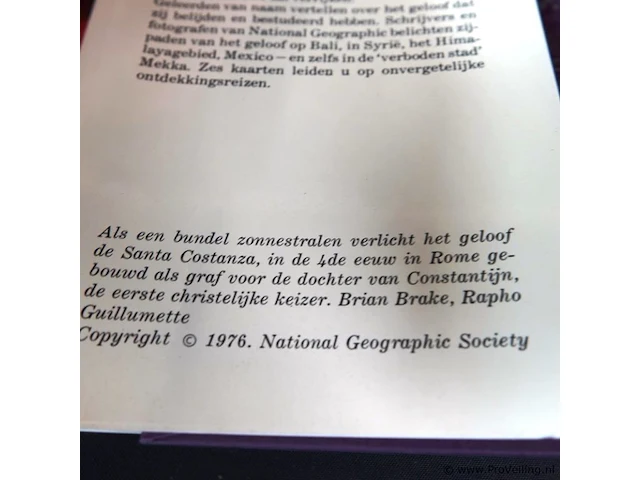 Geleerden van naam vertellen over het geloof dat
zij belijden en bestudeerd hebben. Schrijvers en
fotografen van National Geographic belichten zij-
paden van het geloof op Bali, in Syrië, het Hima-
layagebied, Mexico — en zelfs in de 'verboden stad'
Mekka. Zes kaarten leiden u op onvergetelijke
ontdekkingsreizen.
Als een bundel zonnestralen verlicht het geloof
de Santa Costanza, in de 4de eeuw in Rome ge-
bouwd als graf voor de dochter van Constantijn,
de eerste christelijke keizer. Brian Brake, Rapho
Guillumette
Copyright © 1976. National Geographic Society
© www.ProVeiling.nl